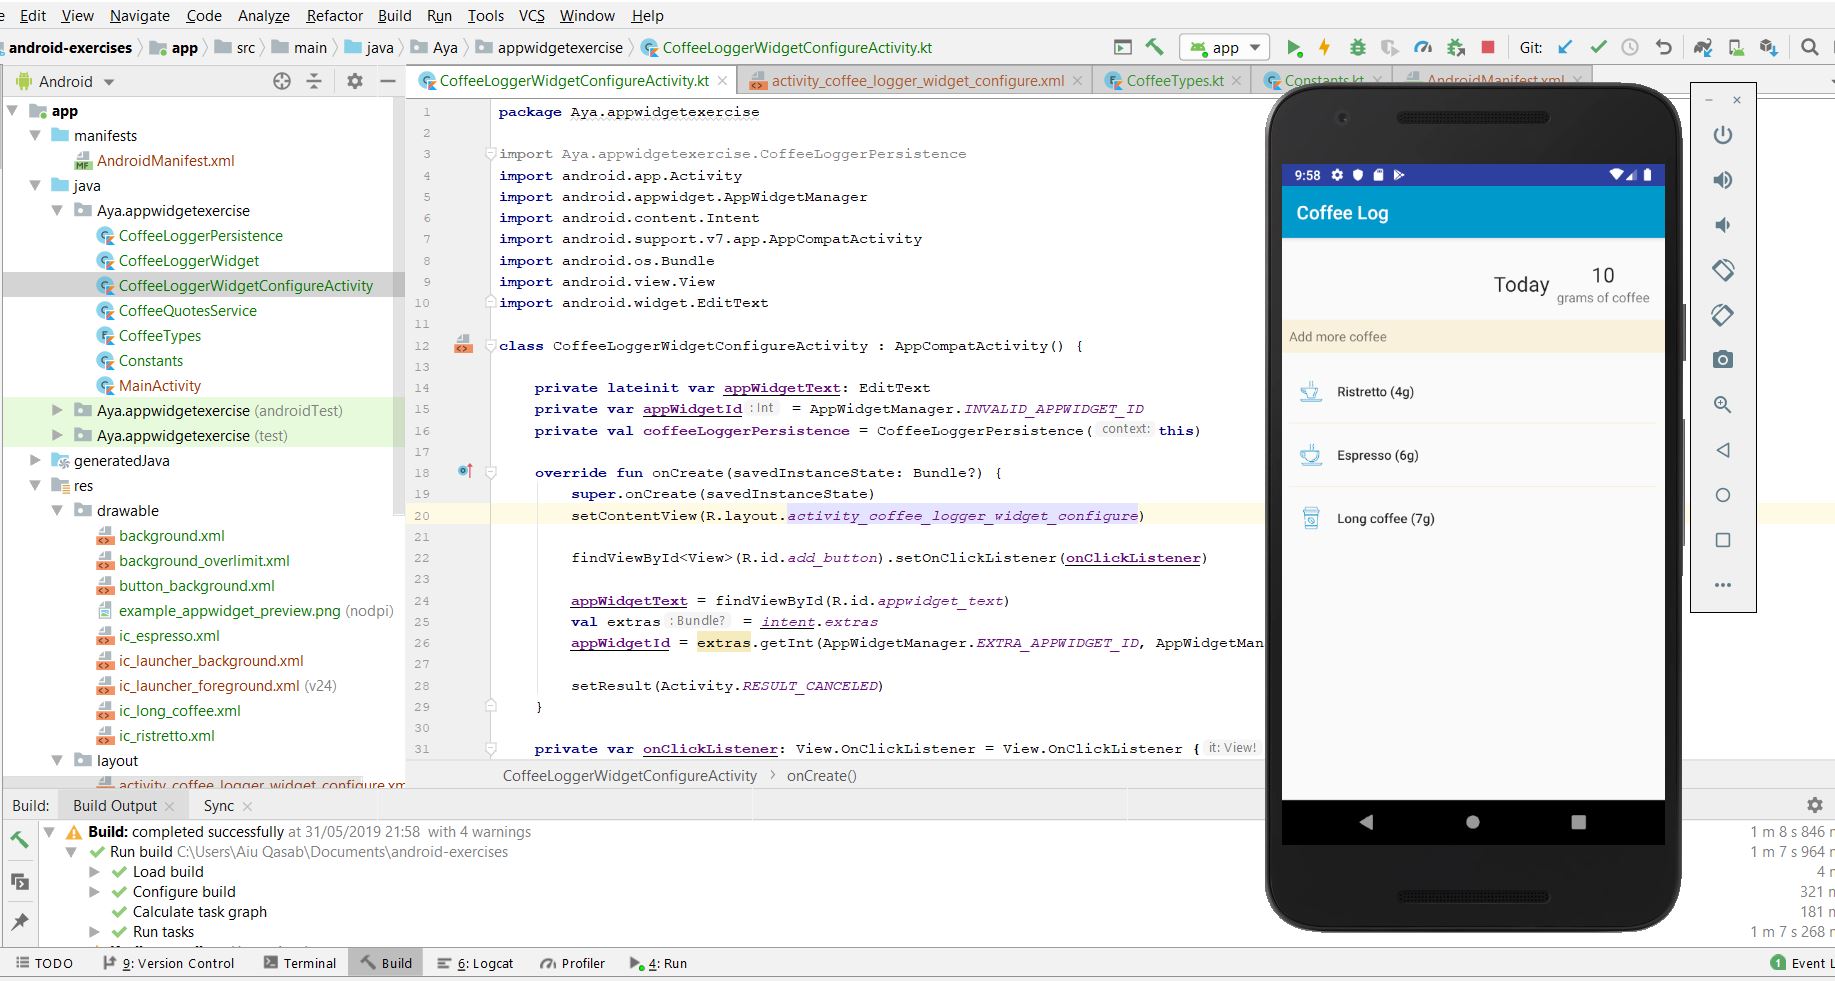 Edit View Navigate Code Analyze Refactor Build Run Tools VCS Window Help
android-exercises app src main java Aya appwidgetexercise CoffeeLoggerWidgetConfigureActivity.kt app Git:
Android
CoffeeLoggerWidgetConfigureActivity.kt activity_coffee_logger_widget_configure.xml CoffeeTypes.kt Constants.kt AndroidManifest.xml
app
manifests
AndroidManifest.xml
java
Aya.appwidgetexercise
CoffeeLoggerPersistence
CoffeeLoggerWidget
CoffeeLoggerWidgetConfigureActivity
CoffeeQuotesService
CoffeeTypes
Constants
MainActivity
Aya.appwidgetexercise (androidTest)
Aya.appwidgetexercise (test)
generatedJava
res
drawable
background.xml
background_overlimit.xml
button_background.xml
example_appwidget_preview.png (nodpi)
ic_espresso.xml
ic_launcher_background.xml
ic_launcher_foreground.xml (v24)
ic_long_coffee.xml
ic_ristretto.xml
layout
activity_coffee_logger_widget_configure.xm
1 package Aya.appwidgetexercise
2
3 import Aya.appwidgetexercise.CoffeeLoggerPersistence
4 import android.app.Activity
5 import android.appwidget.AppWidgetManager
6 import android.content.Intent
7 import android.support.v7.app.AppCompatActivity
8 import android.os.Bundle
9 import android.view.View
10 import android.widget.EditText
11
12 class CoffeeLoggerWidgetConfigureActivity : AppCompatActivity() {
13
14 private lateinit var appWidgetText: EditText
15 private var appWidgetId : Int = AppWidgetManager.INVALID_APPWIDGET_ID
16 private val coffeeLoggerPersistence = CoffeeLoggerPersistence( context: this)
17
18 override fun onCreate(savedInstanceState: Bundle?) {
19 super.onCreate(savedInstanceState)
20 setContentView(R.layout.activity_coffee_logger_widget_configure)
21
22 findViewById<View>(R.id.add_button).setOnClickListener(onClickListener)
23
24 appWidgetText = findViewById(R.id.appwidget_text)
25 val extras : Bundle? = intent.extras
26 appWidgetId = extras.getInt(AppWidgetManager.EXTRA_APPWIDGET_ID, AppWidgetMan
27
28 setResult(Activity.RESULT_CANCELED)
29 }
30
31 private var onClickListener: View.OnClickListener = View.OnClickListener { it: View!
CoffeeLoggerWidgetConfigureActivity onCreate()
9:58
Coffee Log
Today 10
grams of coffee
Add more coffee
Ristretto (4g)
Espresso (6g)
Long coffee (7g)
Build: Build Output Sync
Build: completed successfully at 31/05/2019 21:58 with 4 warnings 1 m 8 s 846 m
Run build C:\Users\Aiu Qasab\Documents\android-exercises 1 m 7 s 964 m
Load build 4 m
Configure build 321 m
Calculate task graph 181 m
Run tasks 1 m 7 s 268 m
TODO 9: Version Control Terminal Build 6: Logcat Profiler 4: Run 1 Event L